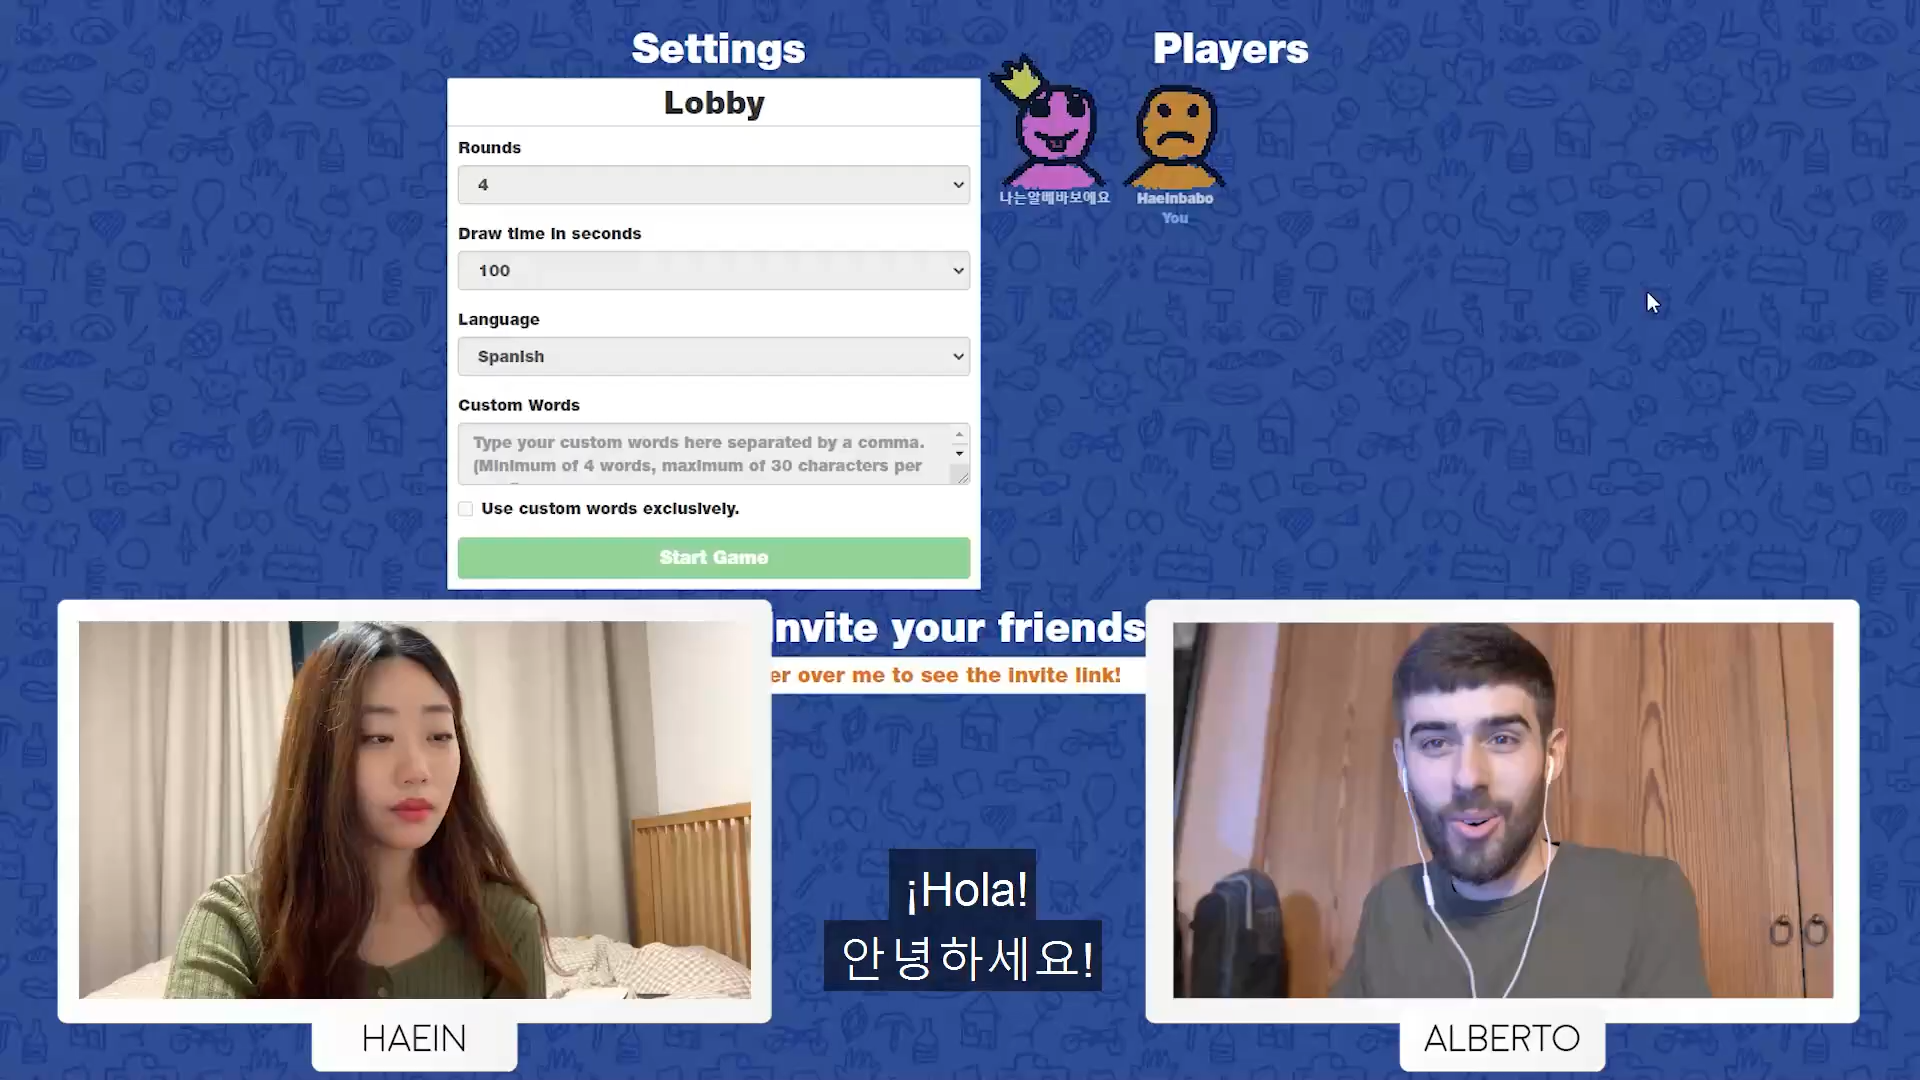 Settings
Lobby
Rounds
4
Draw time in seconds
100
Language
Spanish
Custom Words
Type your custom words here separated by a comma.
(Minimum of 4 words, maximum of 30 characters per
Use custom words exclusively.
Start Game
Players
나는알베바보에요
Haeinbabo
You
nvite your friends
er over me to see the invite link!
¡Hola!
안녕하세요!
HAEIN
ALBERTO